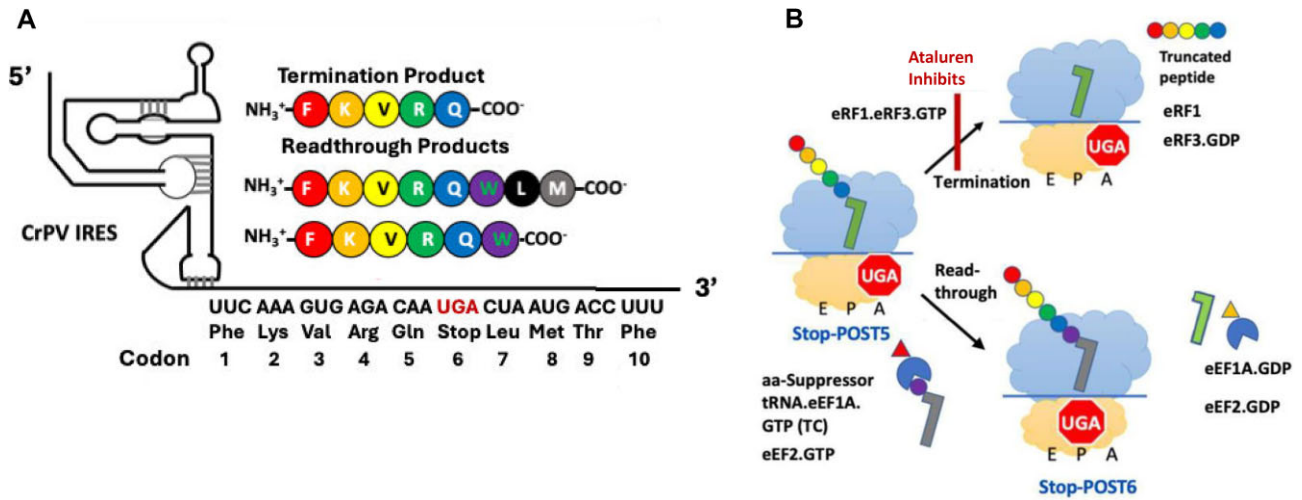 A
5’
Termination Product
NH₃⁺ F K V R Q COO⁻
Readthrough Products
NH₃⁺ F K V R Q W L M COO⁻
NH₃⁺ F K V R Q W COO⁻
CrPV IRES
3’
UUC AAA GUG AGA CAA UGA CUA AUG ACC UUU
Phe Lys Val Arg Gln Stop Leu Met Thr Phe
Codon 1 2 3 4 5 6 7 8 9 10
B
Ataluren
Inhibits
eRF1.eRF3.GTP
Termination
UGA
E P A
Truncated
peptide
eRF1
eRF3.GDP
UGA
E P A
Stop-POST5
Read-
through
aa-Suppressor
tRNA.eEF1A.
GTP (TC)
eEF2.GTP
UGA
E P A
Stop-POST6
eEF1A.GDP
eEF2.GDP